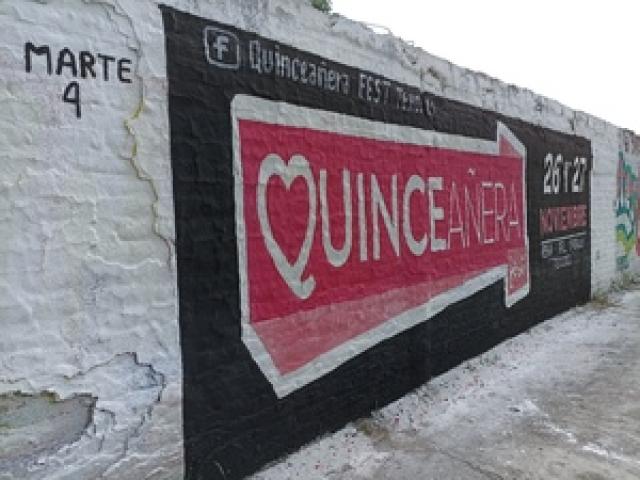 MARTE
4
f Quinceañera FEST
QUINCEAÑERA
26 Y 27
NOVIEMBRE